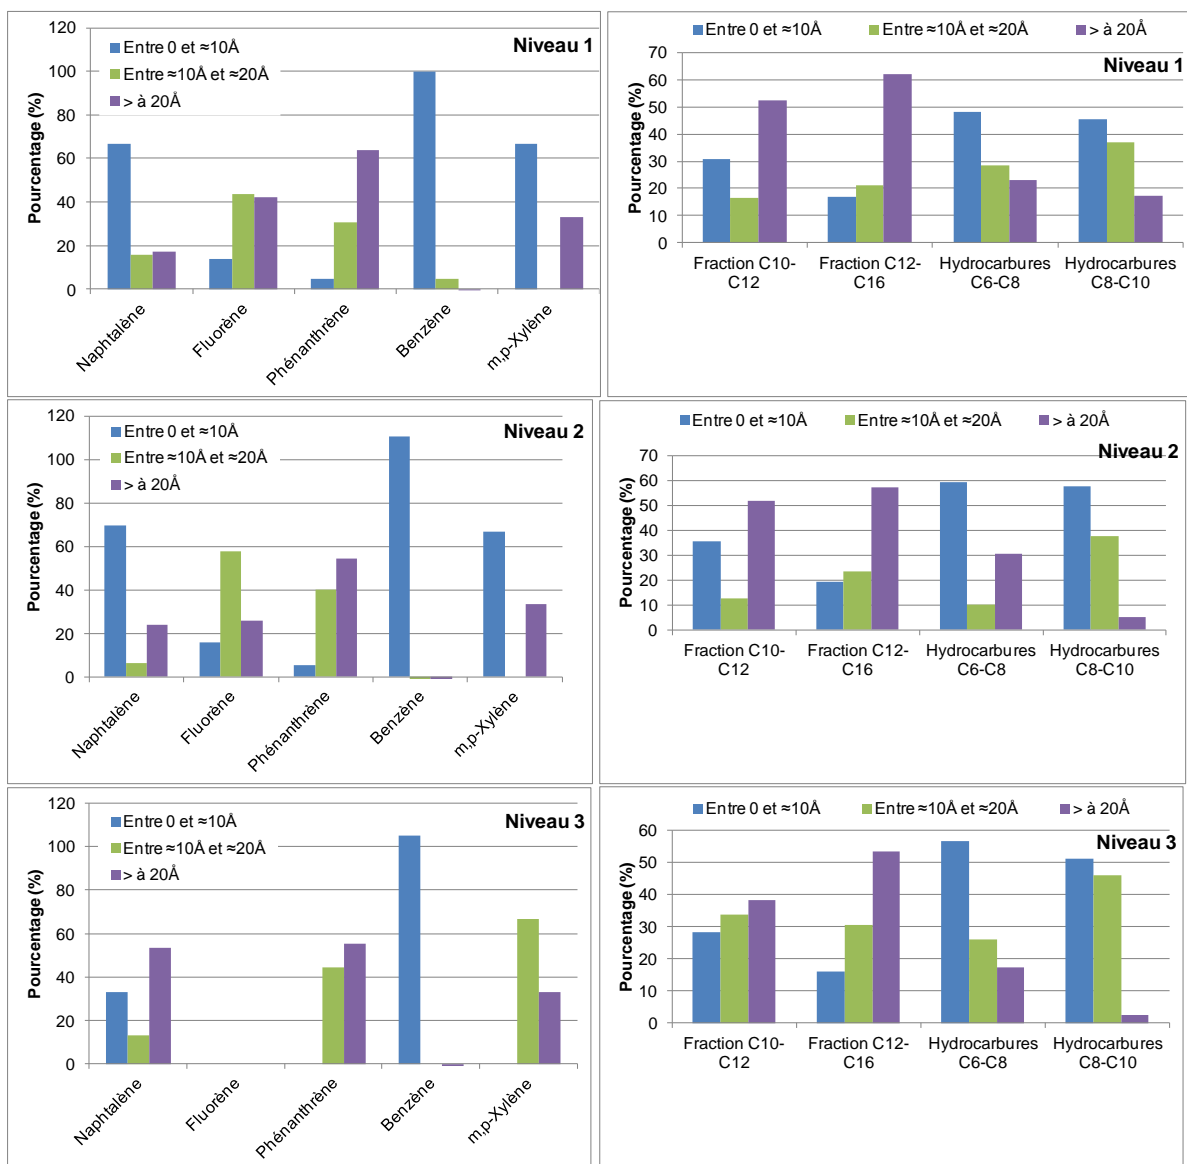 Niveau 1
Entre 0 et ≈10Å
Entre ≈10Å et ≈20Å
> à 20Å
Pourcentage (%)
120
100
80
60
40
20
0
Naphtalène
Fluorène
Phénanthrène
Benzène
m,p-Xylène
Entre 0 et ≈10Å Entre ≈10Å et ≈20Å > à 20Å
Niveau 1
Pourcentage (%)
70
60
50
40
30
20
10
0
Fraction C10-
C12
Fraction C12-
C16
Hydrocarbures
C6-C8
Hydrocarbures
C8-C10
Niveau 2
Entre 0 et ≈10Å
Entre ≈10Å et ≈20Å
> à 20Å
Pourcentage (%)
120
100
80
60
40
20
0
Naphtalène
Fluorène
Phénanthrène
Benzène
m,p-Xylène
Entre 0 et ≈10Å Entre ≈10Å et ≈20Å > à 20Å
Niveau 2
Pourcentage (%)
70
60
50
40
30
20
10
0
Fraction C10-
C12
Fraction C12-
C16
Hydrocarbures
C6-C8
Hydrocarbures
C8-C10
Niveau 3
Entre 0 et ≈10Å
Entre ≈10Å et ≈20Å
> à 20Å
Pourcentage (%)
120
100
80
60
40
20
0
Naphtalène
Fluorène
Phénanthrène
Benzène
m,p-Xylène
Entre 0 et ≈10Å Entre ≈10Å et ≈20Å > à 20Å
Niveau 3
Pourcentage (%)
60
50
40
30
20
10
0
Fraction C10-
C12
Fraction C12-
C16
Hydrocarbures
C6-C8
Hydrocarbures
C8-C10